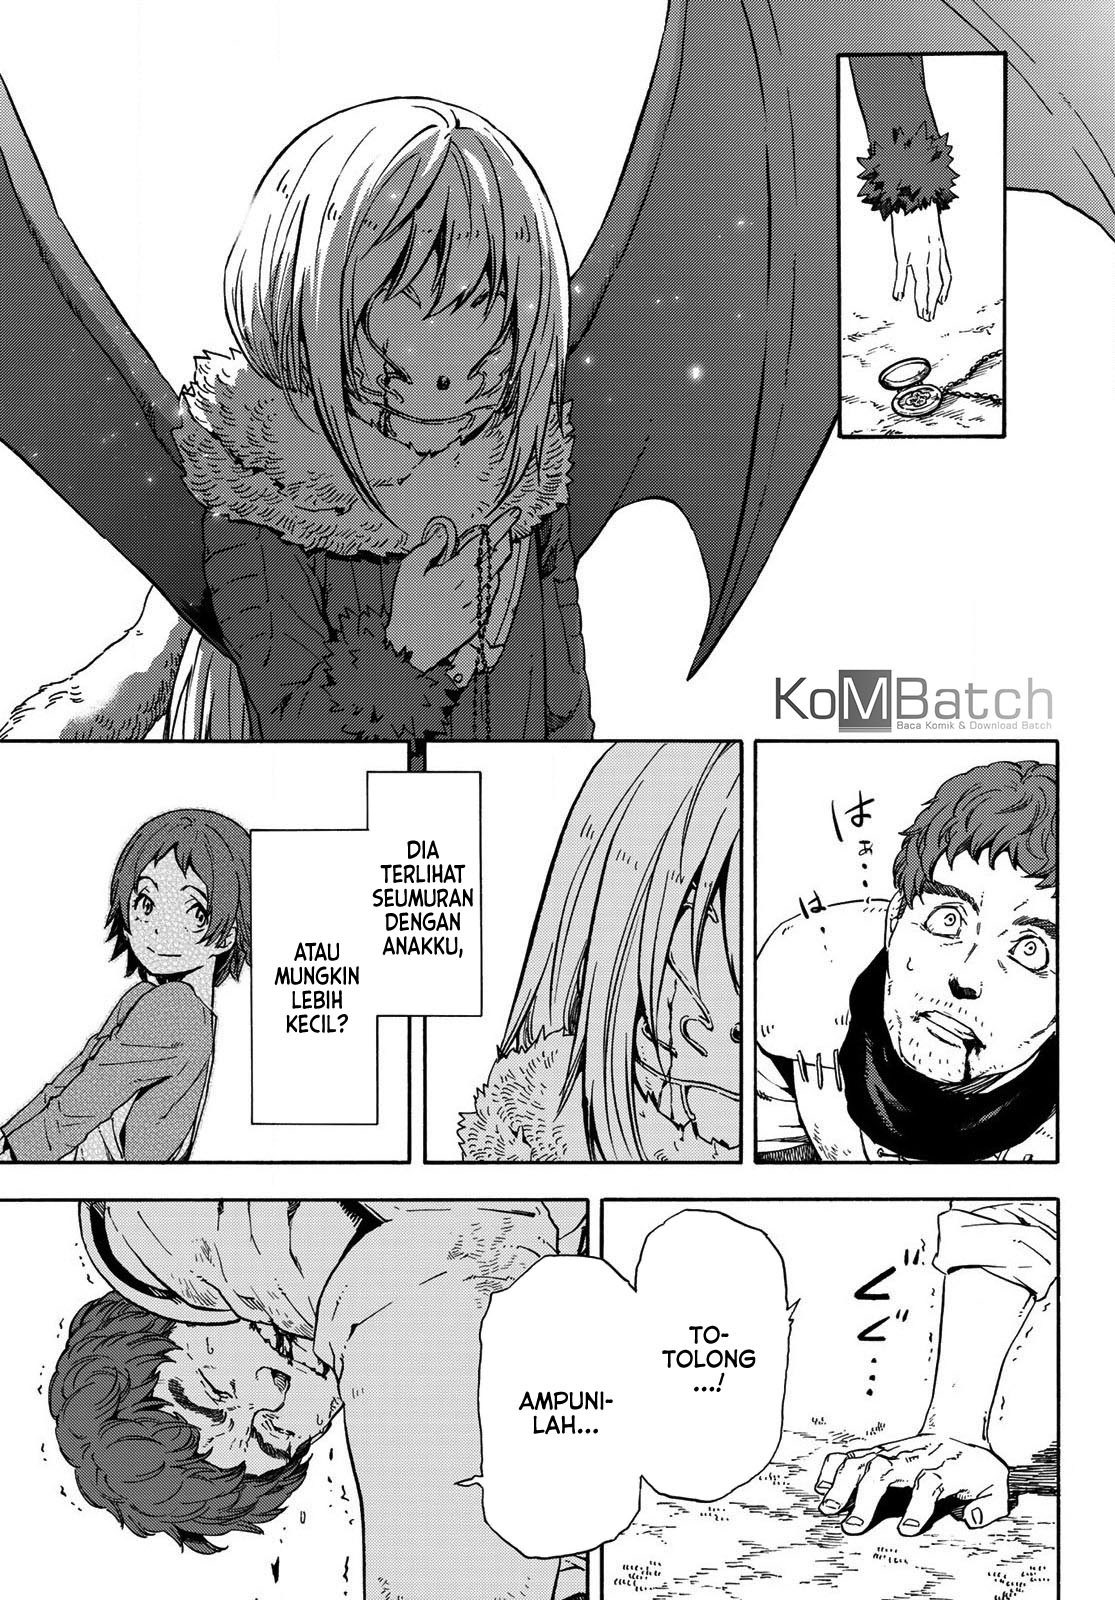 KoMBatch
Baca Komik & Download Batch
はぁ…
は…
DIA
TERLIHAT
SEUMURAN
DENGAN
ANAKKU,
ATAU
MUNGKIN
LEBIH
KECIL?
ぐぐ…
TO-
TOLONG
...!
AMPUNI-
LAH...